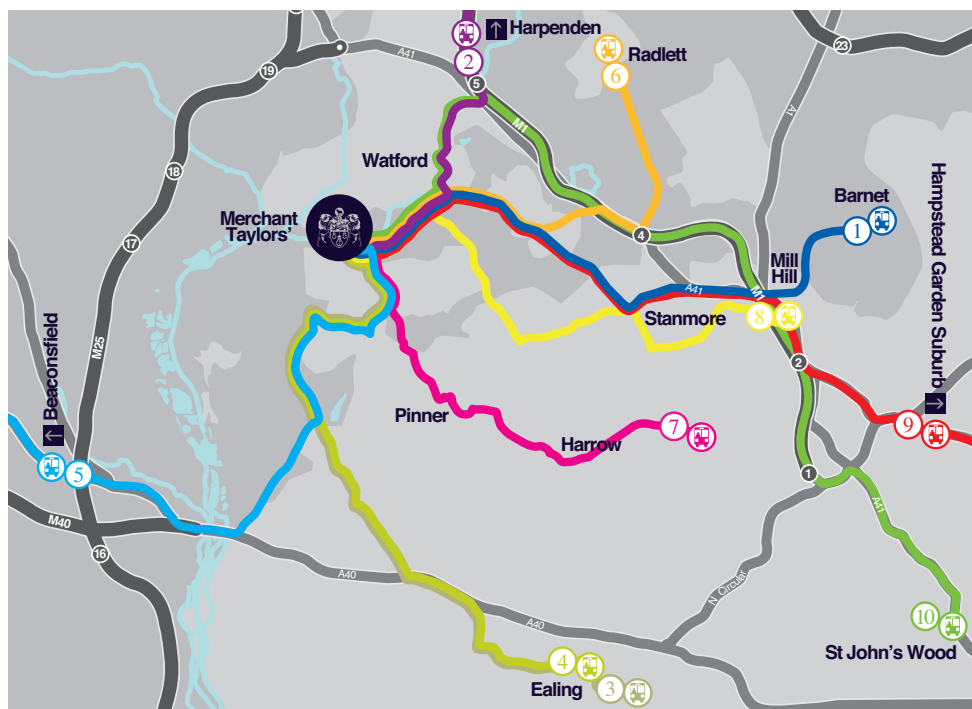 Harpenden
2
23
A41
19
Radlett
6
5
M1
A1
Watford
18
Hampstead Garden Suburb
Barnet
1
Merchant
Taylors'
17
4
Mill
Hill
A41
M1
Stanmore
8
M25
2
Beaconsfield
Pinner
7
9
Harrow
5
1
A41
M40
16
A40
N Circular
10
A40
St John's Wood
4
Ealing
3